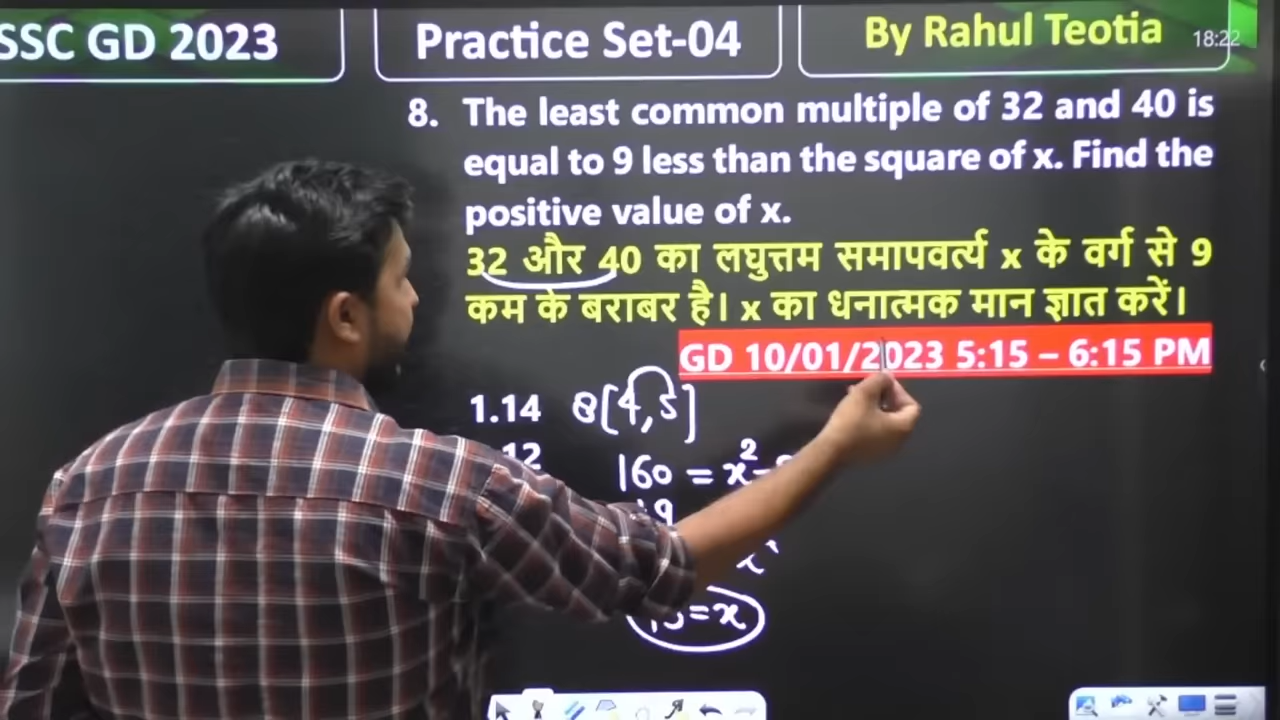 SSC GD 2023
Practice Set-04
By Rahul Teotia
18:22
8. The least common multiple of 32 and 40 is
equal to 9 less than the square of x. Find the
positive value of x.
32 और 40 का लघुत्तम समापवर्त्य x के वर्ग से 9
कम के बराबर है। x का धनात्मक मान ज्ञात करें।
GD 10/01/2023 5:15 – 6:15 PM
1.14 8[4,5]
12
160 = x²-
9
=x